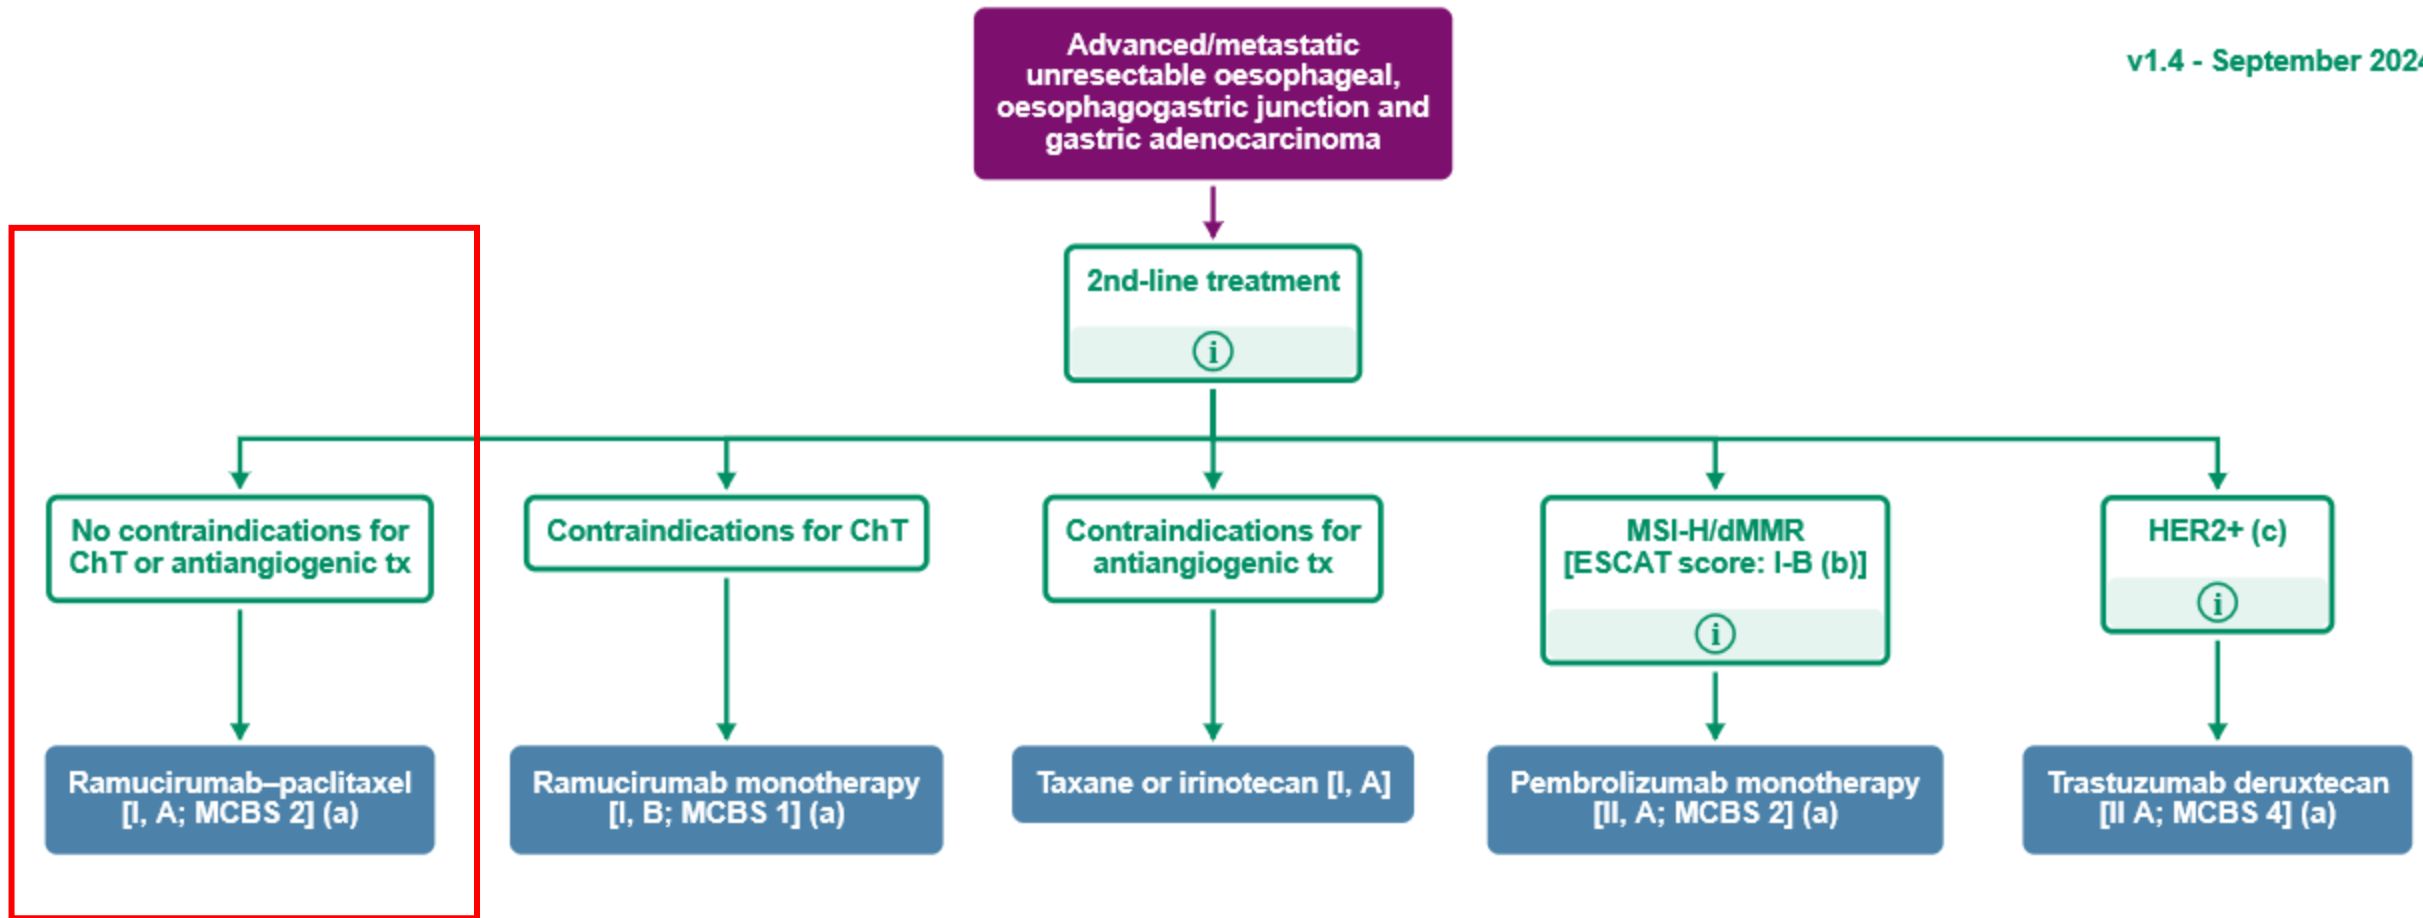 Advanced/metastatic
unresectable oesophageal,
oesophagogastric junction and
gastric adenocarcinoma
v1.4 - September 2024
2nd-line treatment
i
No contraindications for
ChT or antiangiogenic tx
Contraindications for ChT
Contraindications for
antiangiogenic tx
MSI-H/dMMR
[ESCAT score: I-B (b)]
i
HER2+ (c)
i
Ramucirumab–paclitaxel
[I, A; MCBS 2] (a)
Ramucirumab monotherapy
[I, B; MCBS 1] (a)
Taxane or irinotecan [I, A]
Pembrolizumab monotherapy
[II, A; MCBS 2] (a)
Trastuzumab deruxtecan
[II A; MCBS 4] (a)